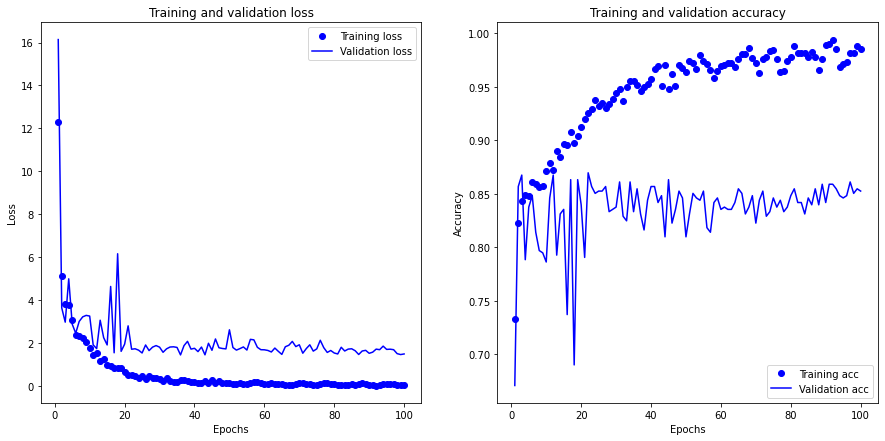 Training and validation loss
Training loss
Validation loss
16
14
12
10
8
6
4
2
0
Loss
0
20
40
60
80
100
Epochs
Training and validation accuracy
1.00
0.95
0.90
0.85
0.80
0.75
0.70
Accuracy
Training acc
Validation acc
0
20
40
60
80
100
Epochs